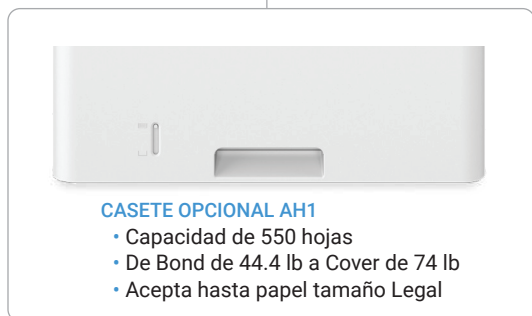 CASETE OPCIONAL AH1
• Capacidad de 550 hojas
• De Bond de 44.4 lb a Cover de 74 lb
• Acepta hasta papel tamaño Legal